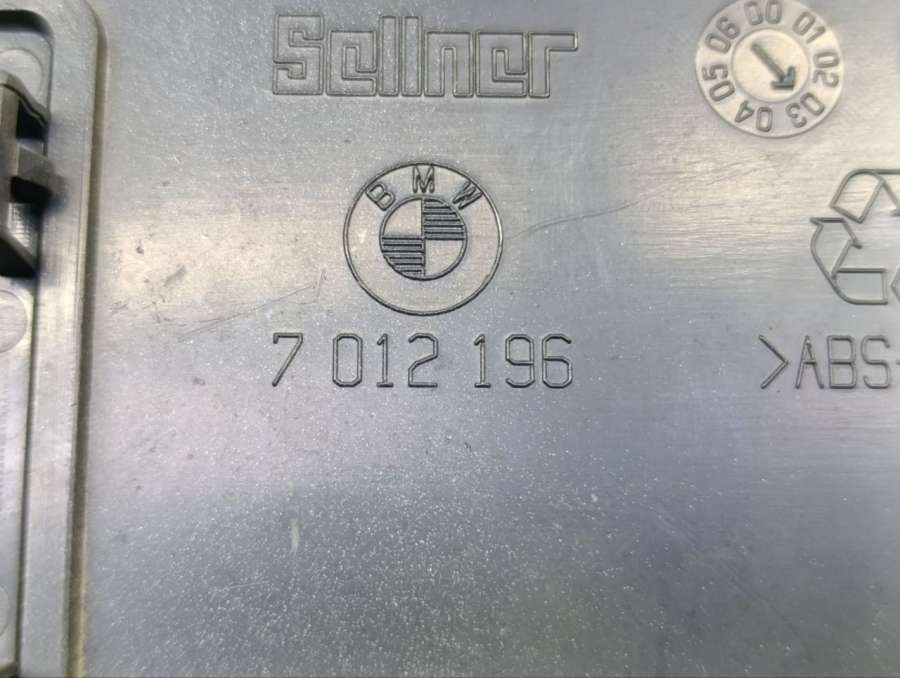 Sellner
00 01 02 03 04 05 06
BMW
7 012 196
>ABS-